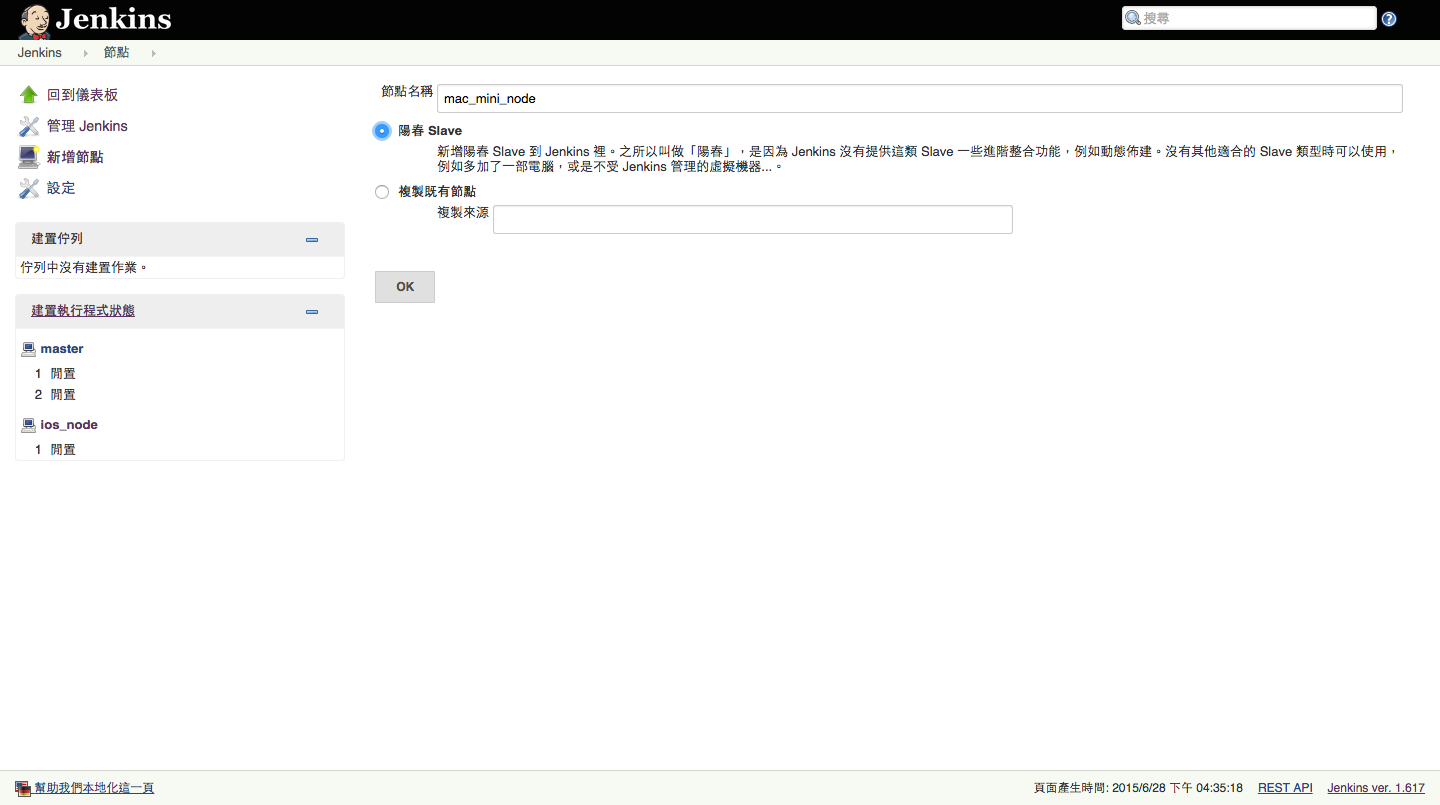 Jenkins
搜尋
Jenkins 節點
回到儀表板
管理 Jenkins
新增節點
設定
建置佇列
佇列中沒有建置作業。
建置執行程式狀態
master
1 閒置
2 閒置
ios_node
1 閒置
節點名稱 mac_mini_node
陽春 Slave
新增陽春 Slave 到 Jenkins 裡。之所以叫做「陽春」，是因為 Jenkins 沒有提供這類 Slave 一些進階整合功能，例如動態佈建。沒有其他適合的 Slave 類型時可以使用，
例如多加了一部電腦，或是不受 Jenkins 管理的虛擬機器...。
複製既有節點
複製來源
OK
幫助我們本地化這一頁
頁面產生時間: 2015/6/28 下午 04:35:18 REST API Jenkins ver. 1.617